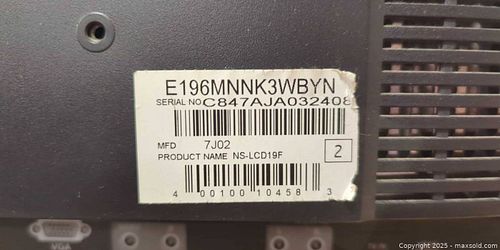 E196MNNK3WBYN
SERIAL NO C847AJA032408
MFD 7J02
PRODUCT NAME NS-LCD19F
2
4 00100 10458 3
VGA
Copyright 2025 - maxsold.com